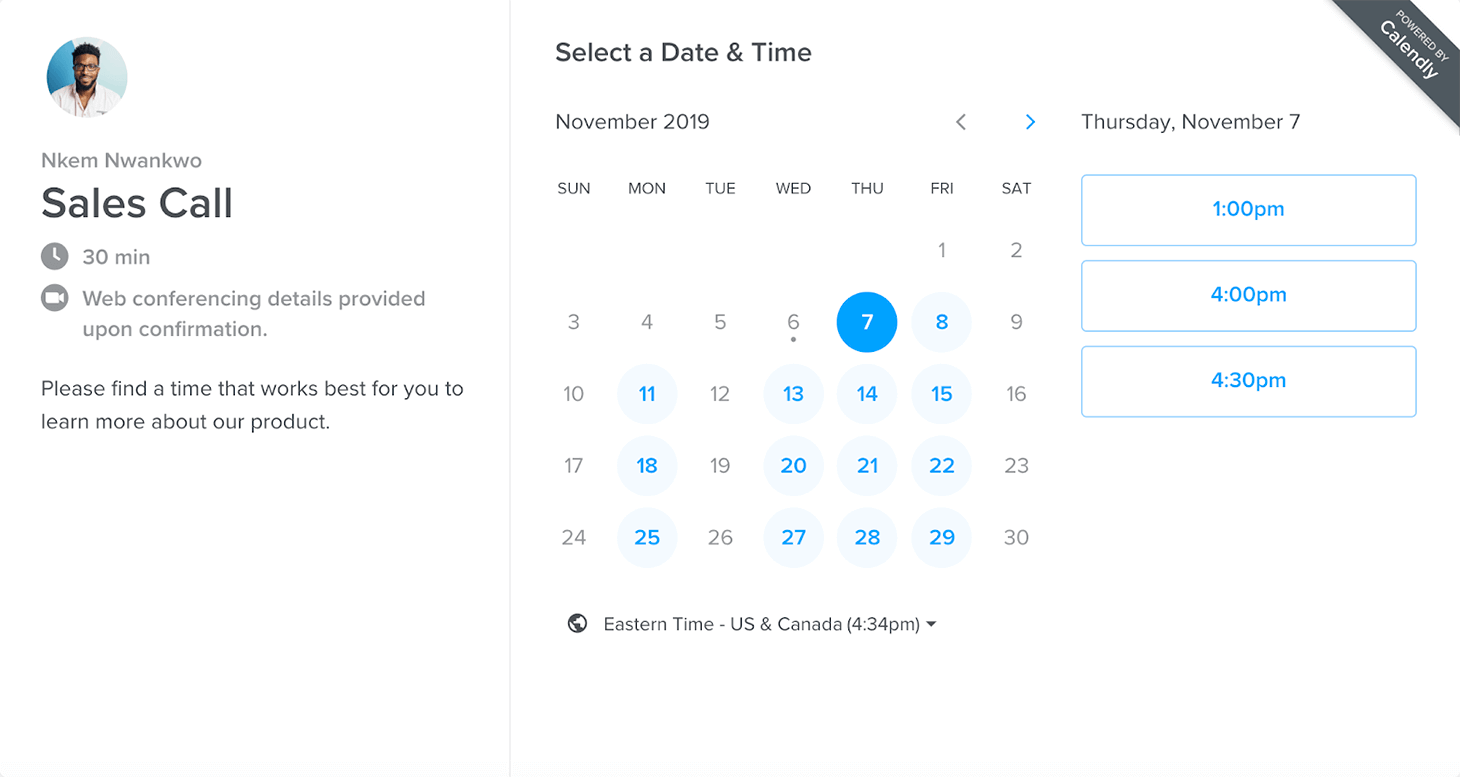 Nkem Nwankwo
Sales Call
30 min
Web conferencing details provided
upon confirmation.
Please find a time that works best for you to
learn more about our product.
Select a Date & Time
November 2019
SUN MON TUE WED THU FRI SAT
1 2
3 4 5 6 7 8 9
10 11 12 13 14 15 16
17 18 19 20 21 22 23
24 25 26 27 28 29 30
Eastern Time - US & Canada (4:34pm)
Thursday, November 7
1:00pm
4:00pm
4:30pm
POWERED BY
Calendly